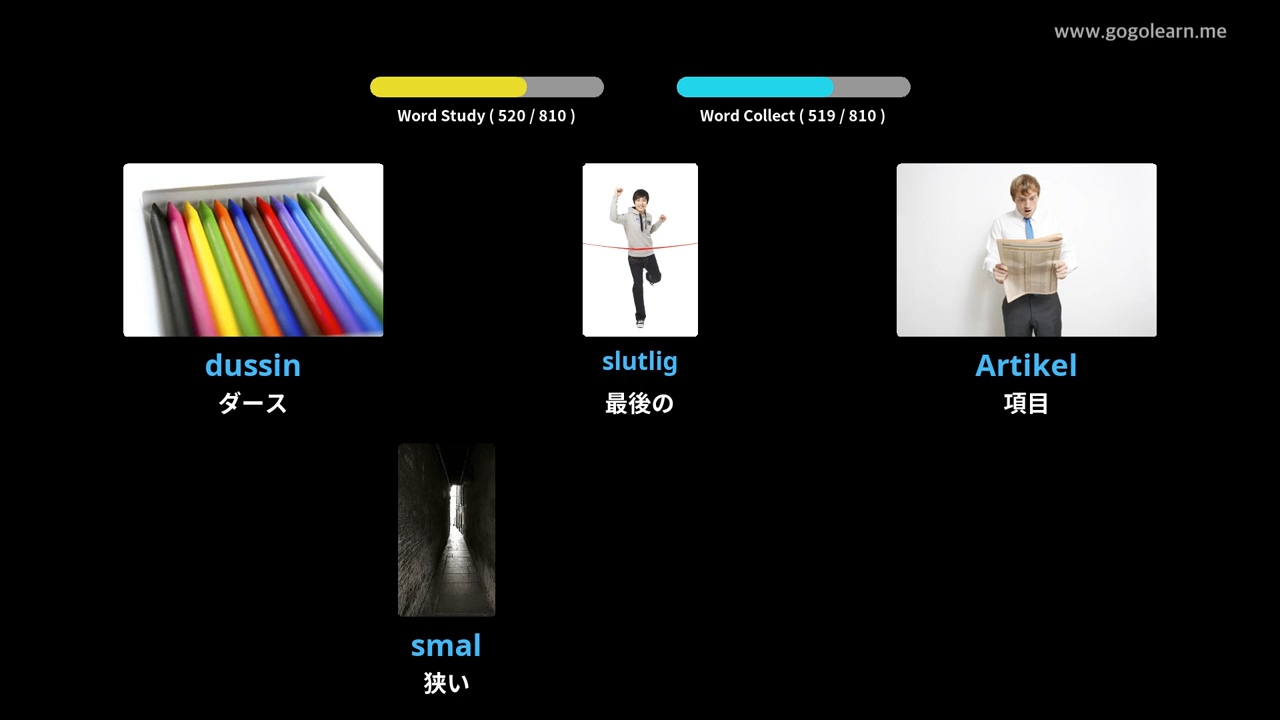 www.gogolearn.me
Word Study ( 520 / 810 )
Word Collect ( 519 / 810 )
dussin
ダース
slutlig
最後の
Artikel
項目
smal
狭い